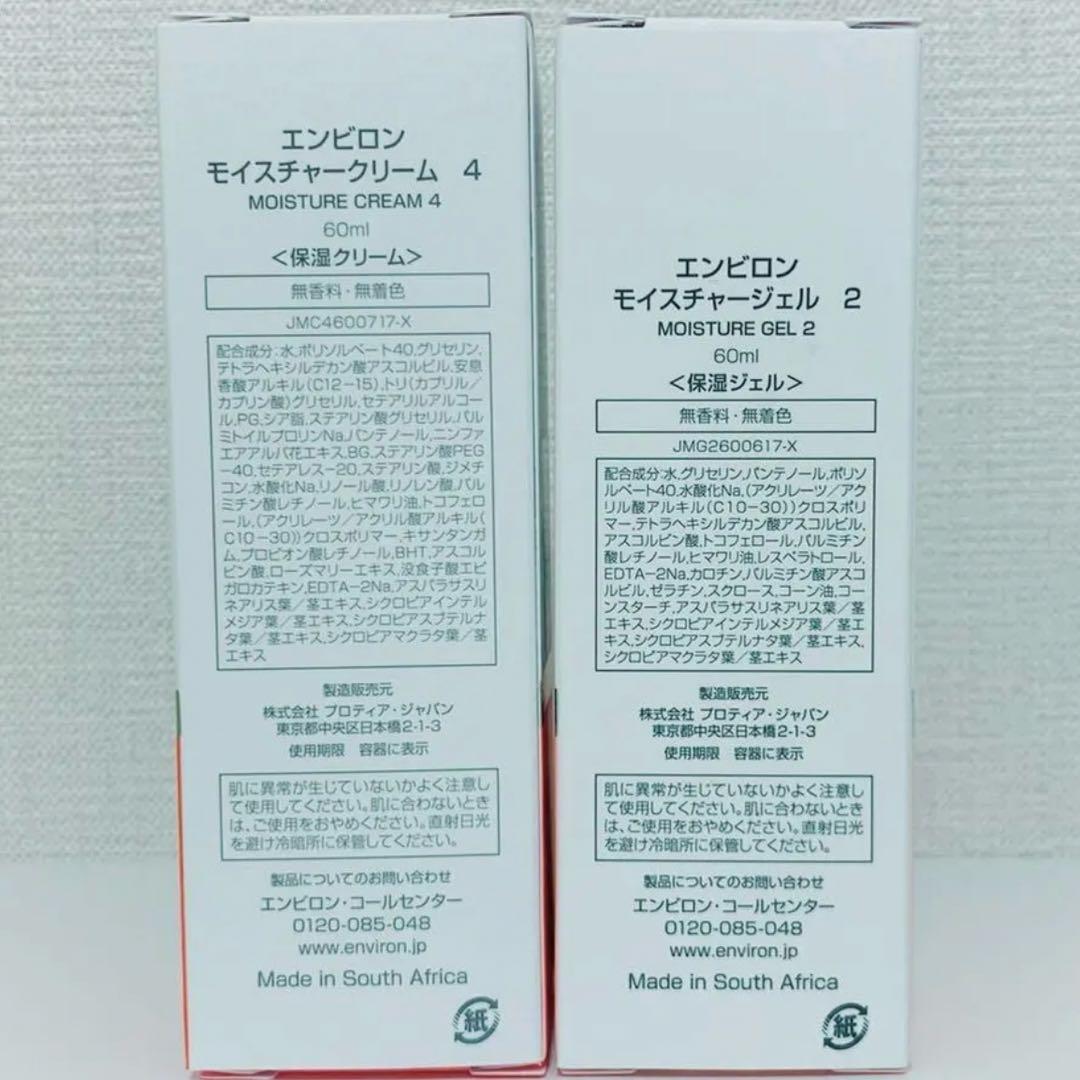 エンビロン
モイスチャークリーム 4
MOISTURE CREAM 4
60ml
<保湿クリーム>
無香料・無着色
JMC4600717-X
配合成分:水,ポリソルベート40,グリセリン,
テトラヘキシルデカン酸アスコルビル,安息
香酸アルキル(C12-15),トリ(カプリル/
カプリン酸)グリセリル,セテアリルアルコー
ル,PG,シア脂,ステアリン酸グリセリル,パル
ミトイルプロリンNa,パンテノール,ニンファ
エアアルバ花エキス,BG,ステアリン酸PEG
-40,セテアレス-20,ステアリン酸,ジメチ
コン,水酸化Na,リノール酸,リノレン酸,パル
ミチン酸レチノール,ヒマワリ油,トコフェロ
ール,(アクリレーツ/アクリル酸アルキル(
C10-30))クロスポリマー,キサンタンガ
ム,プロピオン酸レチノール,BHT,アスコル
ビン酸,ローズマリーエキス,没食子酸エピ
ガロカテキン,EDTA-2Na,アスパラサスリ
ネアリス葉/茎エキス,シクロピアインテル
メジア葉/茎エキス,シクロピアスブテルナ
タ葉/茎エキス,シクロピアマクラタ葉/茎
エキス
製造販売元
株式会社 プロティア・ジャパン
東京都中央区日本橋2-1-3
使用期限 容器に表示
肌に異常が生じていないかよく注意し
て使用してください。肌に合わないとき
は、ご使用をおやめください。直射日光
を避け冷暗所に保管してください。
製品についてのお問い合わせ
エンビロン・コールセンター
0120-085-048
www.environ.jp
Made in South Africa
紙
エンビロン
モイスチャージェル 2
MOISTURE GEL 2
60ml
<保湿ジェル>
無香料・無着色
JMG2600617-X
配合成分:水,グリセリン,パンテノール,ポリソ
ルベート40,水酸化Na,(アクリレーツ/アク
リル酸アルキル(C10-30))クロスポリ
マー,テトラヘキシルデカン酸アスコルビル,
アスコルビン酸,トコフェロール,パルミチン
酸レチノール,ヒマワリ油,レスベラトロール,
EDTA-2Na,カロチン,パルミチン酸アスコ
ルビル,ゼラチン,スクロース,コーン油,コー
ンスターチ,アスパラサスリネアリス葉/茎
エキス,シクロピアインテルメジア葉/茎エキ
ス,シクロピアスブテルナタ葉/茎エキス,
シクロピアマクラタ葉/茎エキス
製造販売元
株式会社 プロティア・ジャパン
東京都中央区日本橋2-1-3
使用期限 容器に表示
肌に異常が生じていないかよく注意し
て使用してください。肌に合わないとき
は、ご使用をおやめください。直射日光
を避け冷暗所に保管してください。
製品についてのお問い合わせ
エンビロン・コールセンター
0120-085-048
www.environ.jp
Made in South Africa
紙